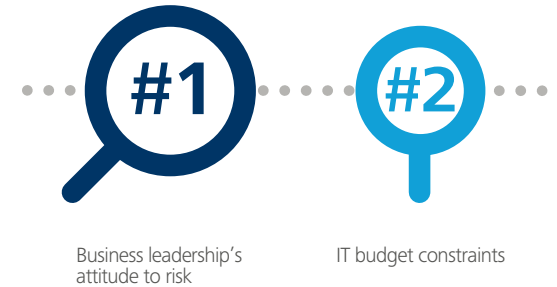 #1
#2
Business leadership’s
attitude to risk
IT budget constraints